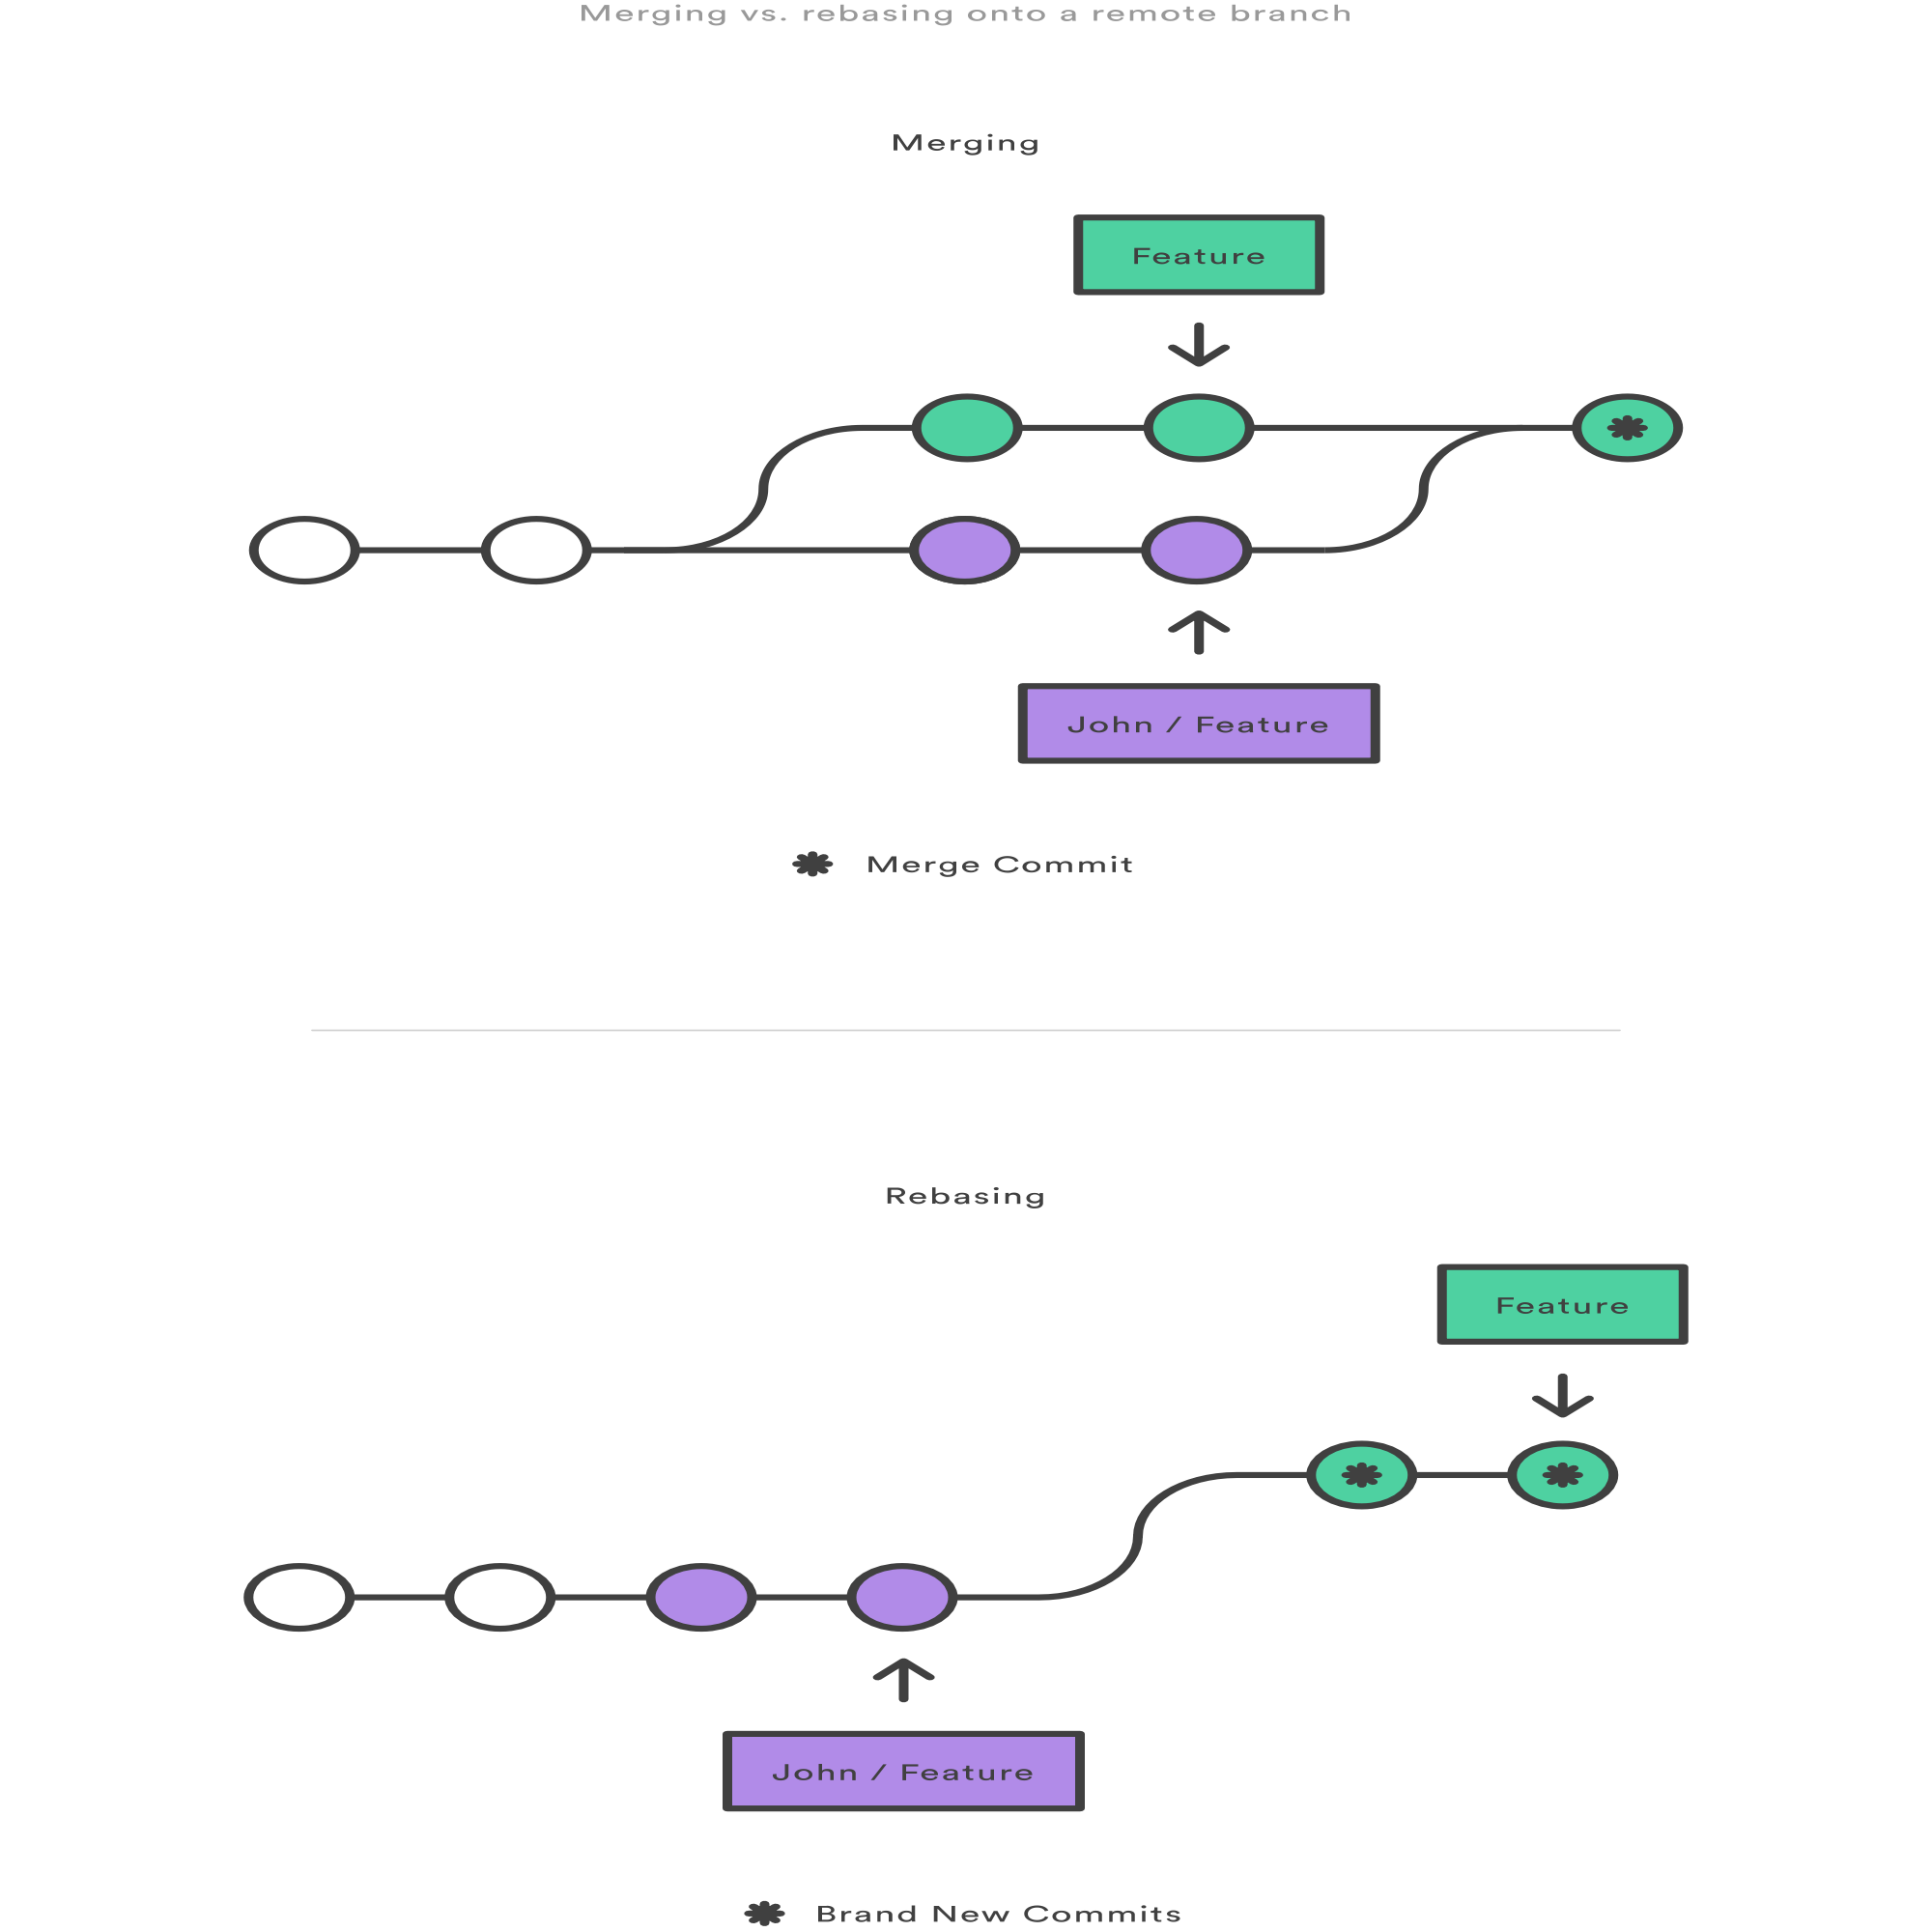 Merging vs. rebasing onto a remote branch
Merging
Feature
John / Feature
Merge Commit
Rebasing
Feature
John / Feature
Brand New Commits